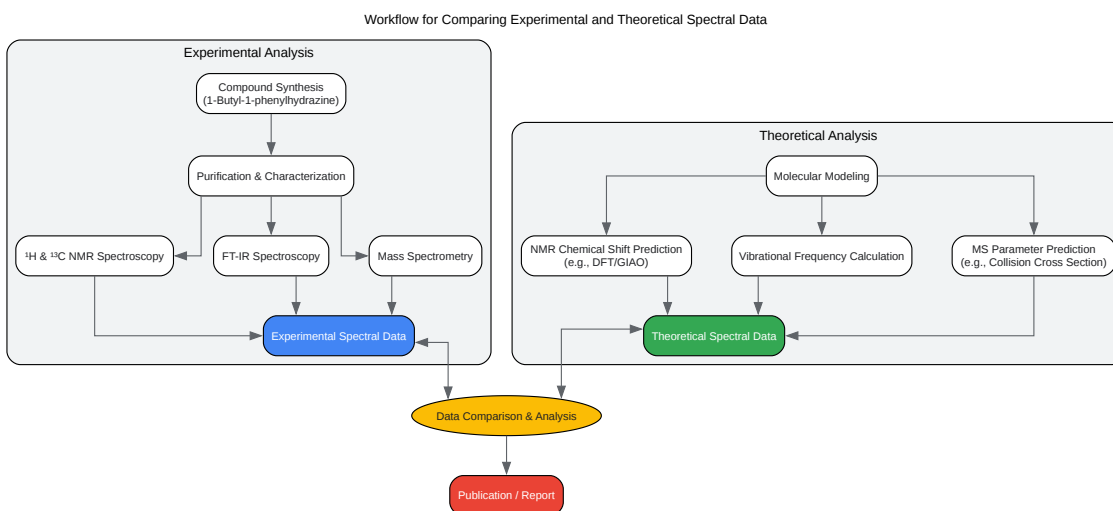 Workflow for Comparing Experimental and Theoretical Spectral Data
Experimental Analysis
Compound Synthesis
(1-Butyl-1-phenylhydrazine)
Purification & Characterization
¹H & ¹³C NMR Spectroscopy
FT-IR Spectroscopy
Mass Spectrometry
Experimental Spectral Data
Theoretical Analysis
Molecular Modeling
NMR Chemical Shift Prediction
(e.g., DFT/GIAO)
Vibrational Frequency Calculation
MS Parameter Prediction
(e.g., Collision Cross Section)
Theoretical Spectral Data
Data Comparison & Analysis
Publication / Report